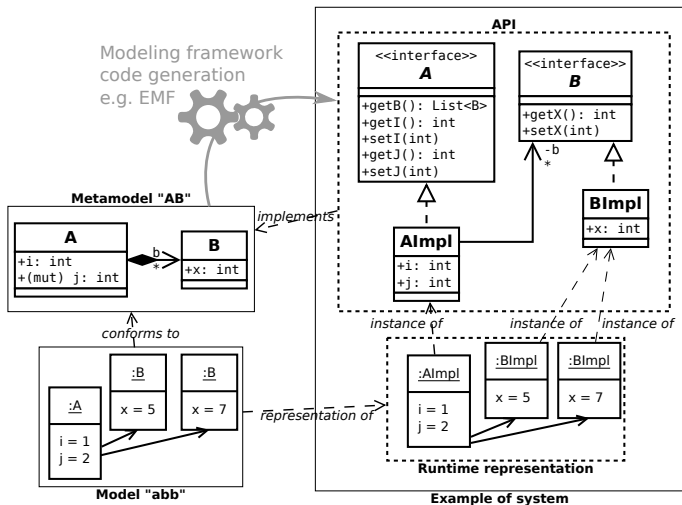 API
Modeling framework
code generation
e.g. EMF
<<interface>>
A
+getB(): List<B>
+getI(): int
+setI(int)
+getJ(): int
+setJ(int)
<<interface>>
B
+getX(): int
+setX(int)
-b
*
BImpl
+x: int
AImpl
+i: int
+j: int
implements
Metamodel "AB"
A
+i: int
+(mut) j: int
b
*
B
+x: int
conforms to
instance of
instance of
instance of
:B
x = 5
:B
x = 7
:A
i = 1
j = 2
Model "abb"
representation of
:AImpl
i = 1
j = 2
:BImpl
x = 5
:BImpl
x = 7
Runtime representation
Example of system